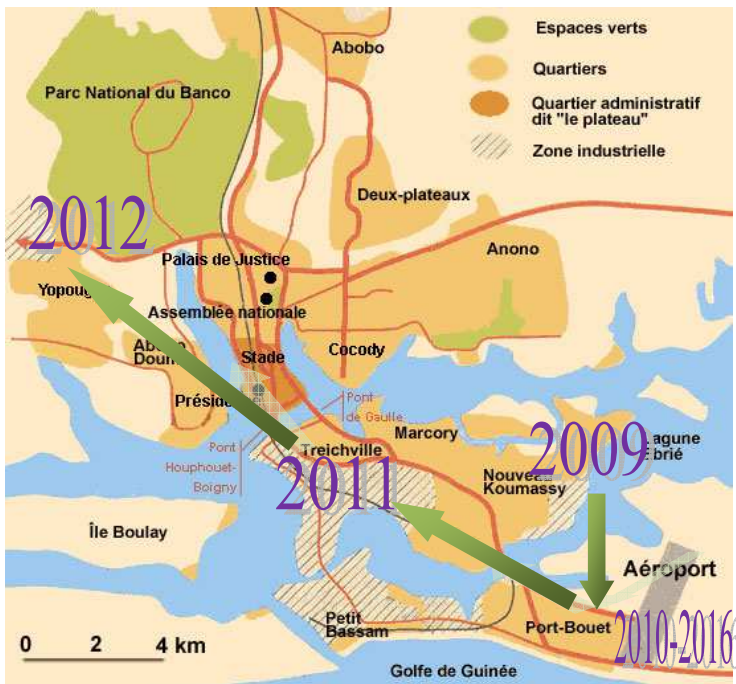 Abobo
Espaces verts
Quartiers
Quartier administratif
dit "le plateau"
Zone industrielle
Parc National du Banco
Deux-plateaux
2012
Anono
Palais de Justice
Assemblée nationale
Cocody
Stade
Pont
de Gaulle
Marcory
Treichville
Pont
Houphouet-
Boigny
2011
2009
Nouveau
Koumassy
Île Boulay
Aéroport
Petit
Bassam
Port-Bouet
2010-2016
0 2 4 km
Golfe de Guinée